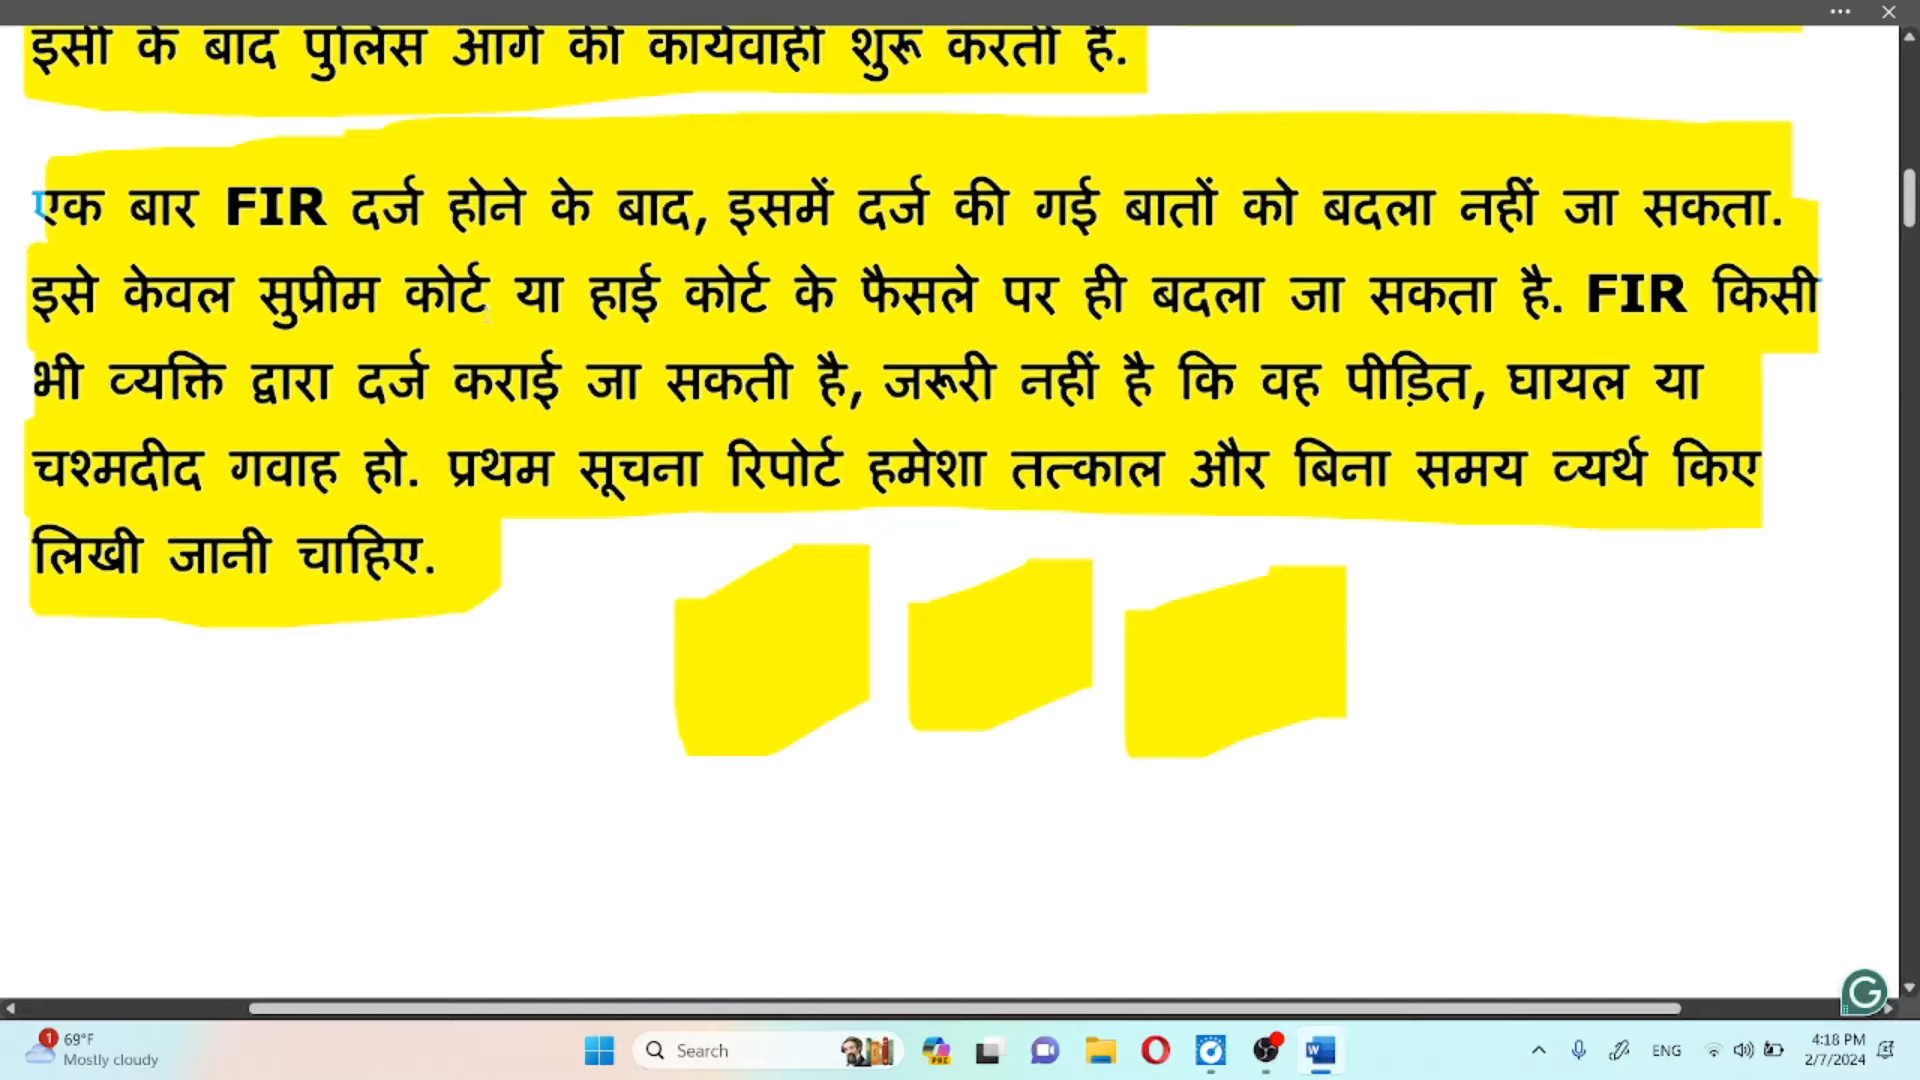 इसी के बाद पुलिस आगे की कार्यवाही शुरू करती है.
एक बार FIR दर्ज होने के बाद, इसमें दर्ज की गई बातों को बदला नहीं जा सकता.
इसे केवल सुप्रीम कोर्ट या हाई कोर्ट के फैसले पर ही बदला जा सकता है. FIR किसी
भी व्यक्ति द्वारा दर्ज कराई जा सकती है, जरूरी नहीं है कि वह पीड़ित, घायल या
चश्मदीद गवाह हो. प्रथम सूचना रिपोर्ट हमेशा तत्काल और बिना समय व्यर्थ किए
लिखी जानी चाहिए.
1
69°F
Mostly cloudy
Search
PRE
W
ENG
4:18 PM
2/7/2024
G